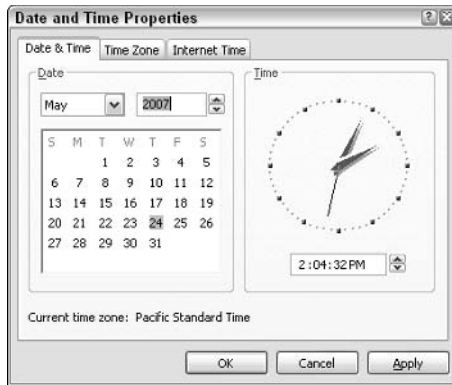 Date and Time Properties
Date & Time Time Zone Internet Time
Date
May 2007
S M T W T F S
1 2 3 4 5
6 7 8 9 10 11 12
13 14 15 16 17 18 19
20 21 22 23 24 25 26
27 28 29 30 31
Time
2:04:32 PM
Current time zone: Pacific Standard Time
OK Cancel Apply